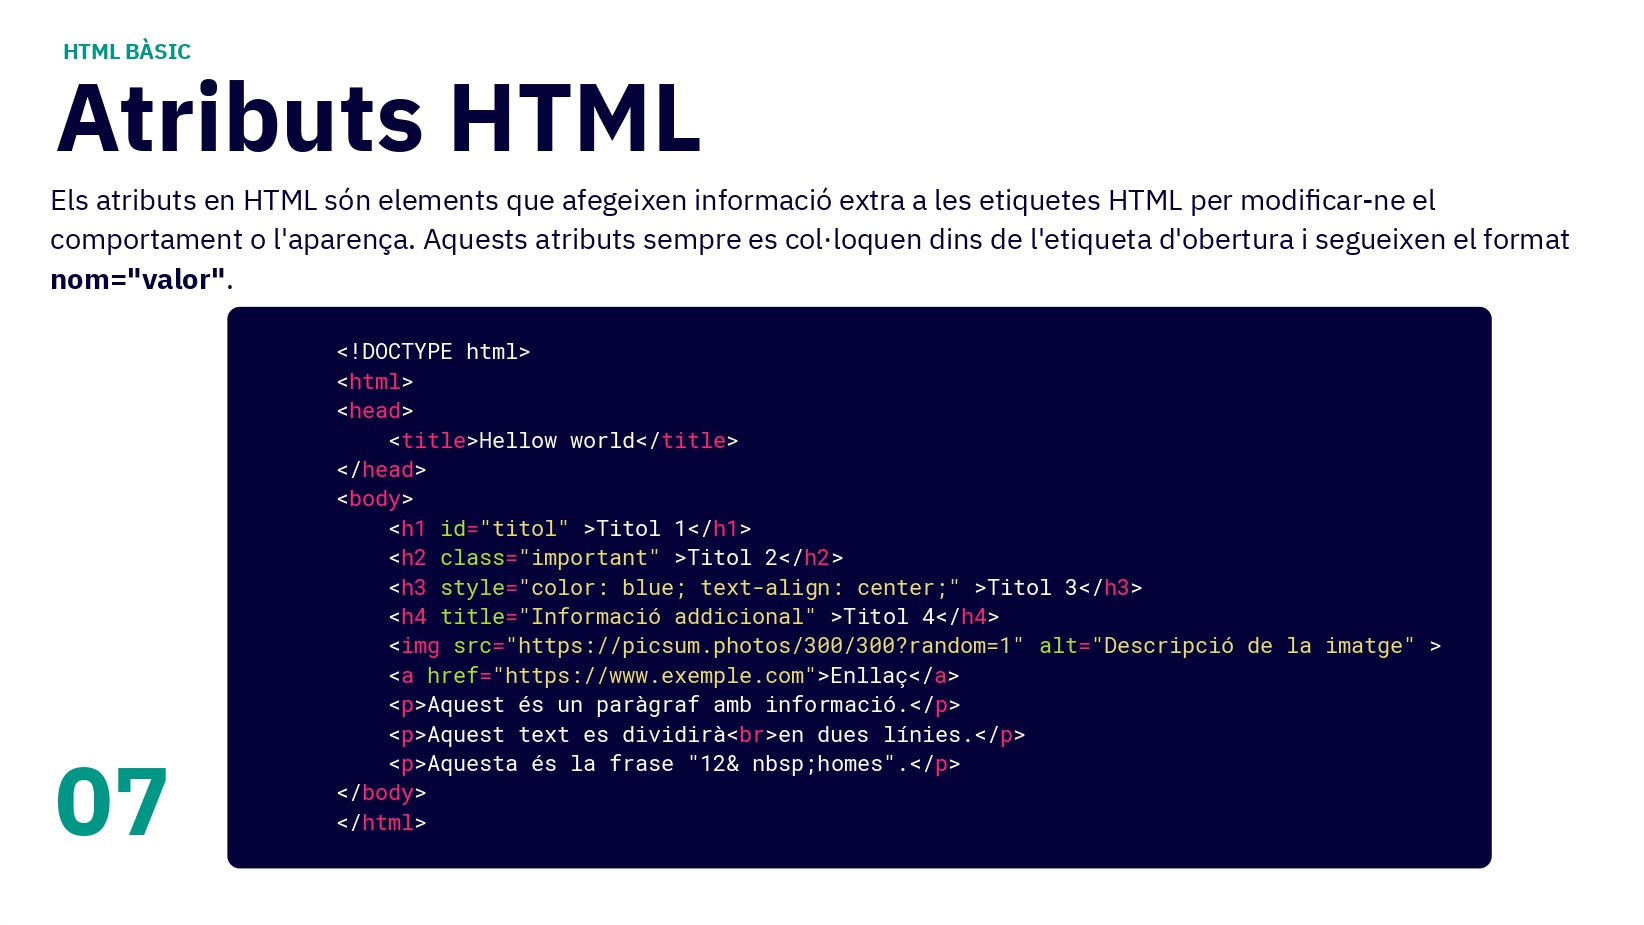 HTML BÀSIC
Atributs HTML
Els atributs en HTML són elements que afegeixen informació extra a les etiquetes HTML per modificar-ne el
comportament o l'aparença. Aquests atributs sempre es col·loquen dins de l'etiqueta d'obertura i segueixen el format
nom="valor".
<!DOCTYPE html>
<html>
<head>
    <title>Hellow world</title>
</head>
<body>
    <h1 id="titol" >Titol 1</h1>
    <h2 class="important" >Titol 2</h2>
    <h3 style="color: blue; text-align: center;" >Titol 3</h3>
    <h4 title="Informació addicional" >Titol 4</h4>
    <img src="https://picsum.photos/300/300?random=1" alt="Descripció de la imatge" >
    <a href="https://www.exemple.com">Enllaç</a>
    <p>Aquest és un paràgraf amb informació.</p>
    <p>Aquest text es dividirà<br>en dues línies.</p>
    <p>Aquesta és la frase "12& nbsp;homes".</p>
</body>
</html>
07